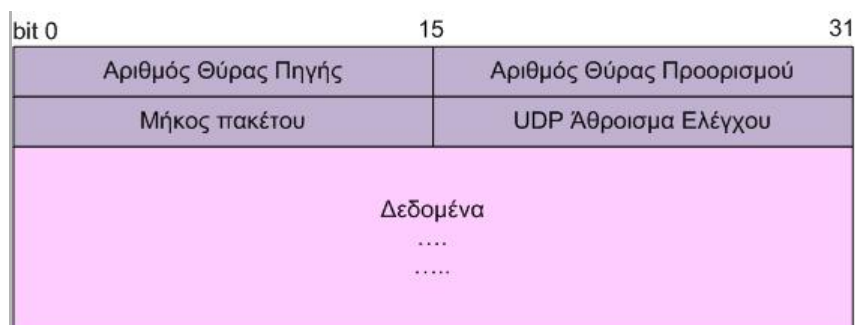 bit 0 15 31
Αριθμός Θύρας Πηγής Αριθμός Θύρας Προορισμού
Μήκος πακέτου UDP Άθροισμα Ελέγχου
Δεδομένα
....
.....